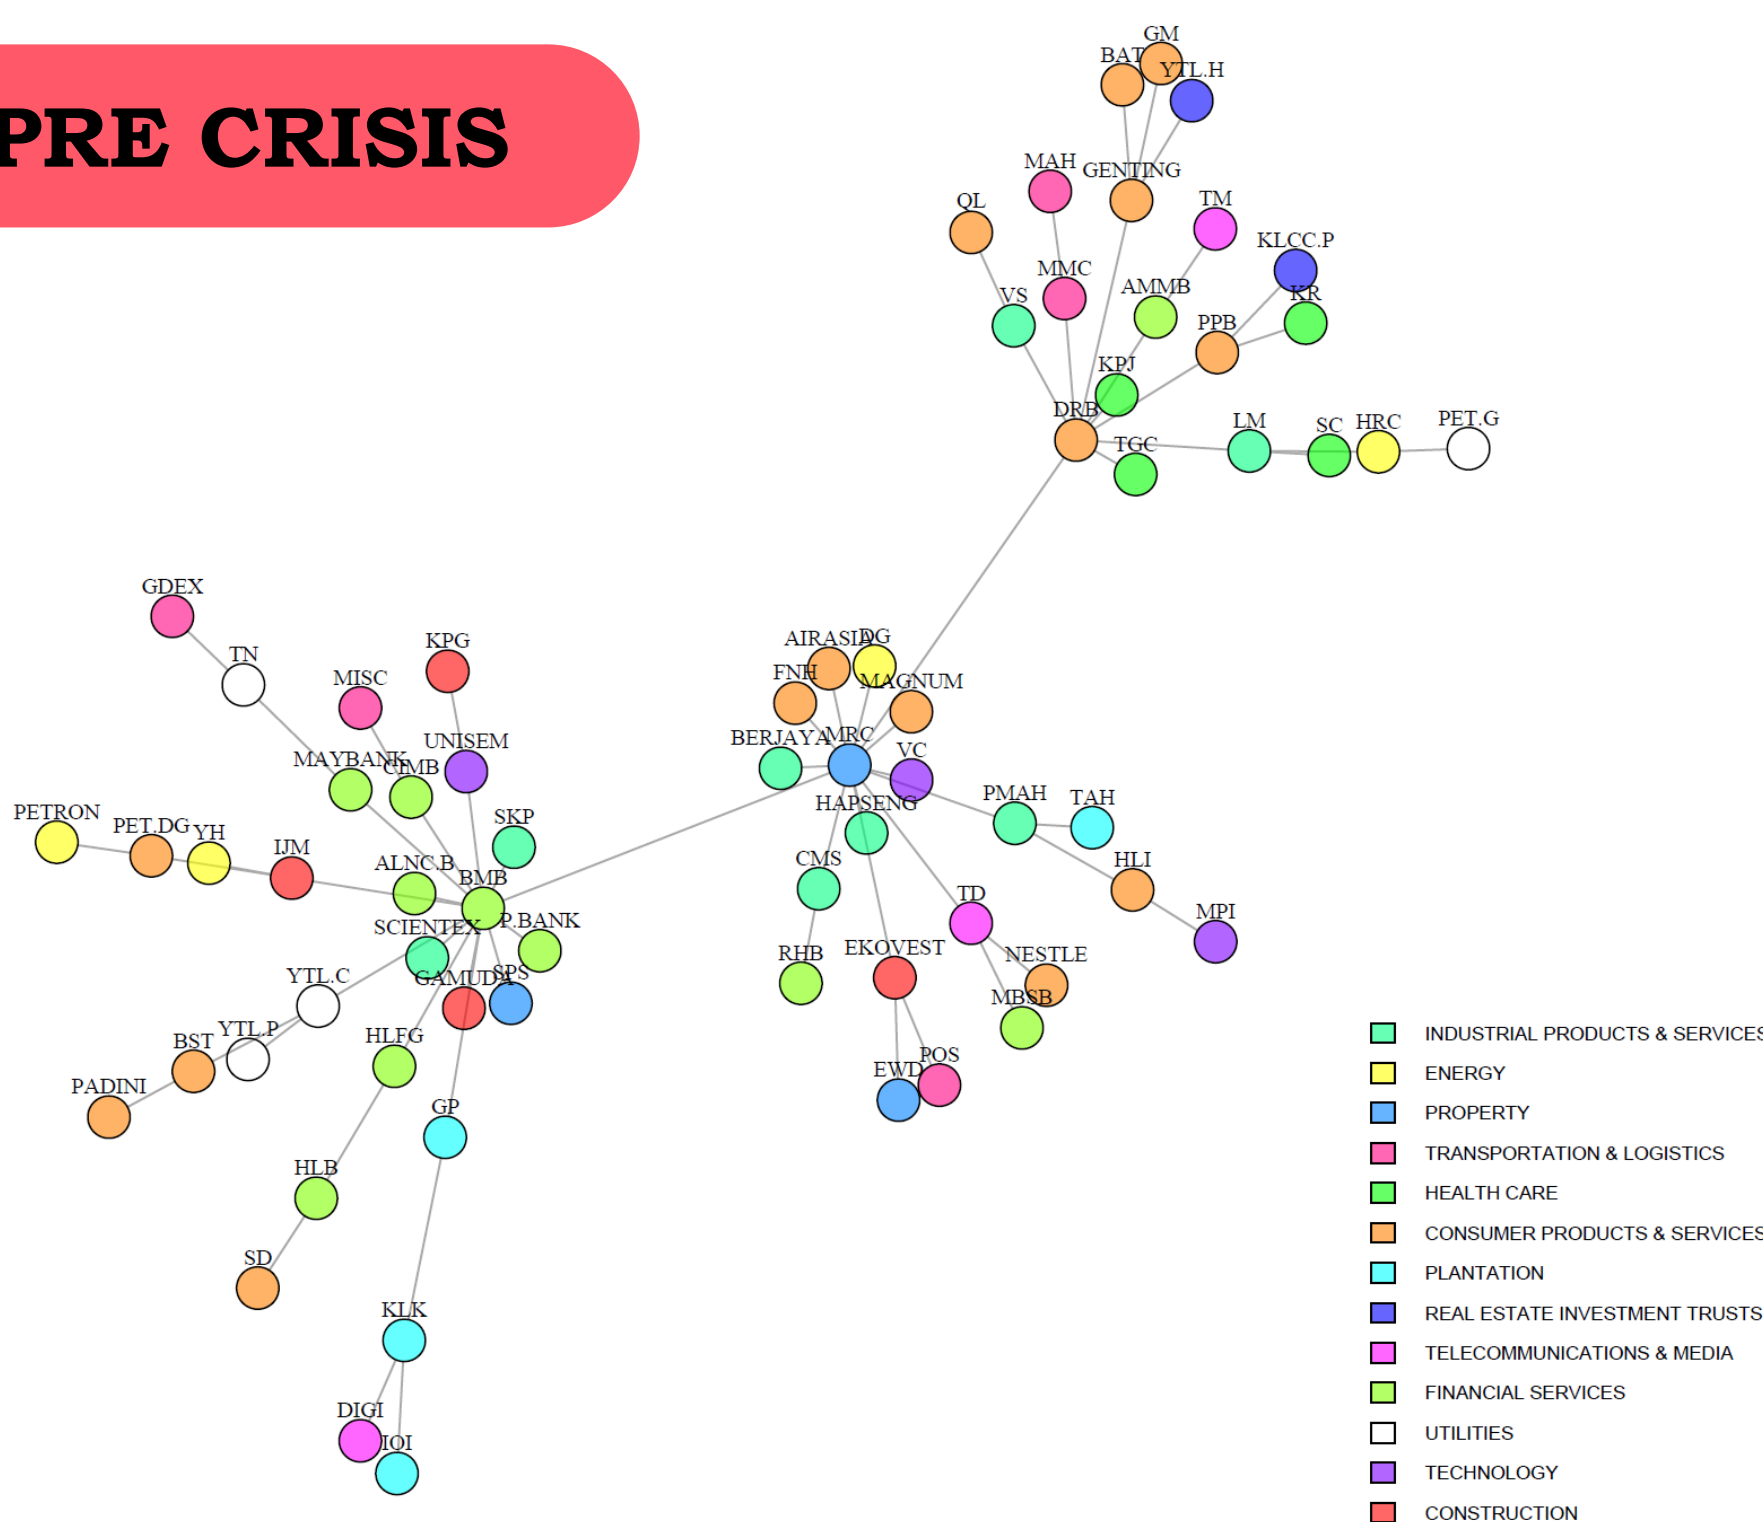 PRE CRISIS
GM
BAT
YTL.H
MAH
GENTING
QL
TM
KLCC.P
MMC
AMMB
VS
KR
PPB
KPJ
DRB
LM
SC
HRC
PET.G
TGC
GDEX
TN
KPG
MISC
AIRASIA
DG
FNH
MAGNUM
UNISEM
BERJAYA
MRC
VC
MAYBANK
CIMB
PETRON
PET.DG
YH
IJM
SKP
HAPSENG
PMAH
TAH
ALNC.B
BMB
CMS
HLI
TD
MPI
SCIENTEX
P.BANK
RHB
EKOVEST
NESTLE
YTL.C
GAMUDA
SPS
MBSB
BST
YTL.P
HLFG
EWD
POS
PADINI
GP
HLB
SD
KLK
DIGI
IOI
INDUSTRIAL PRODUCTS & SERVICES
ENERGY
PROPERTY
TRANSPORTATION & LOGISTICS
HEALTH CARE
CONSUMER PRODUCTS & SERVICES
PLANTATION
REAL ESTATE INVESTMENT TRUSTS
TELECOMMUNICATIONS & MEDIA
FINANCIAL SERVICES
UTILITIES
TECHNOLOGY
CONSTRUCTION